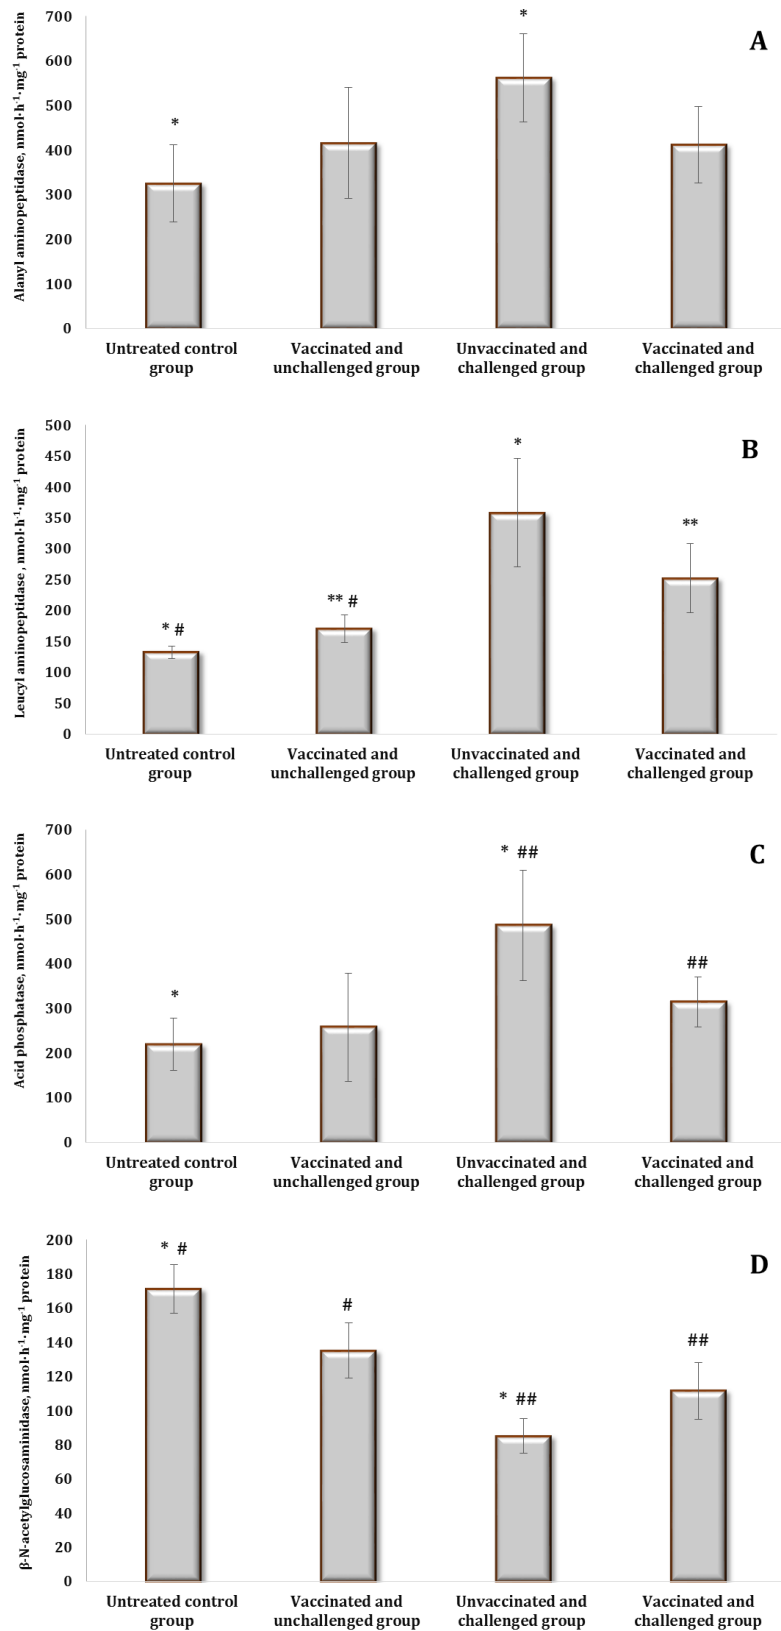 A
Alanyl aminopeptidase, nmol·h⁻¹·mg⁻¹ protein
700
600
500
400
300
200
100
0
*
*
Untreated control
group
Vaccinated and
unchallenged group
Unvaccinated and
challenged group
Vaccinated and
challenged group
B
Leucyl aminopeptidase , nmol·h⁻¹·mg⁻¹ protein
500
450
400
350
300
250
200
150
100
50
0
* #
** #
*
**
Untreated control
group
Vaccinated and
unchallenged group
Unvaccinated and
challenged group
Vaccinated and
challenged group
C
Acid phosphatase, nmol·h⁻¹·mg⁻¹ protein
700
600
500
400
300
200
100
0
*
* ##
##
Untreated control
group
Vaccinated and
unchallenged group
Unvaccinated and
challenged group
Vaccinated and
challenged group
D
β-N-acetylglucosaminidase, nmol·h⁻¹·mg⁻¹ protein
200
180
160
140
120
100
80
60
40
20
0
* #
#
* ##
##
Untreated control
group
Vaccinated and
unchallenged group
Unvaccinated and
challenged group
Vaccinated and
challenged group